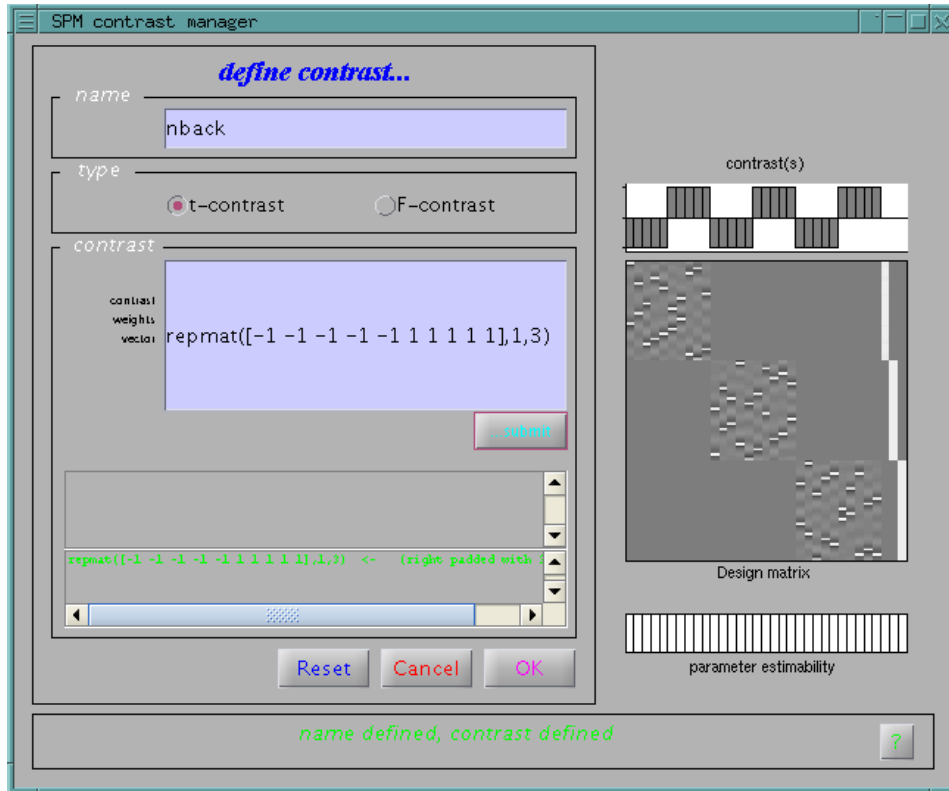 SPM contrast manager
define contrast...
name
nback
type
t-contrast
F-contrast
contrast
contrast
weights
vector
repmat([-1 -1 -1 -1 -1 1 1 1 1 1],1,3)
...submit
repmat([-1 -1 -1 -1 -1 1 1 1 1 1],1,3) <- (right padded with
Reset
Cancel
OK
name defined, contrast defined
?
contrast(s)
Design matrix
parameter estimability